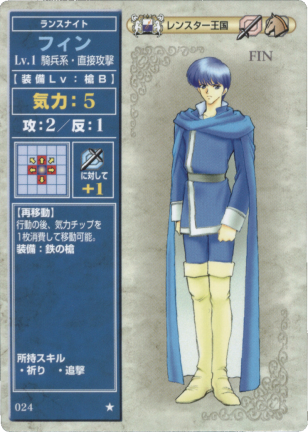 ランスナイト
フィン
Lv.1 騎兵系・直接攻撃
【装備Lv：槍B】
気力：5
攻：2／反：1
に対して
+1
【再移動】
行動の後、気力チップを
1枚消費して移動可能。
装備：鉄の槍
所持スキル
・祈り ・追撃
024 ★
レンスター王国
FIN